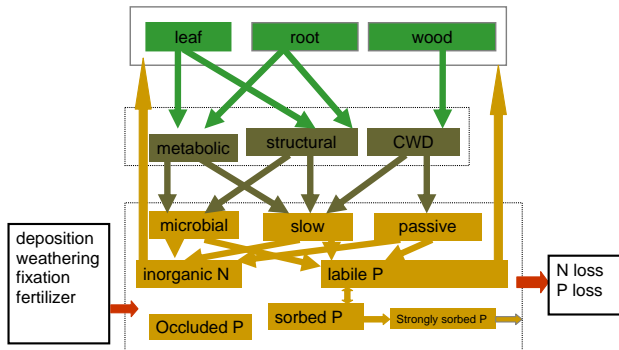 leaf
root
wood
metabolic
structural
CWD
microbial
slow
passive
deposition
weathering
fixation
fertilizer
inorganic N
labile P
N loss
P loss
Occluded P
sorbed P
Strongly sorbed P